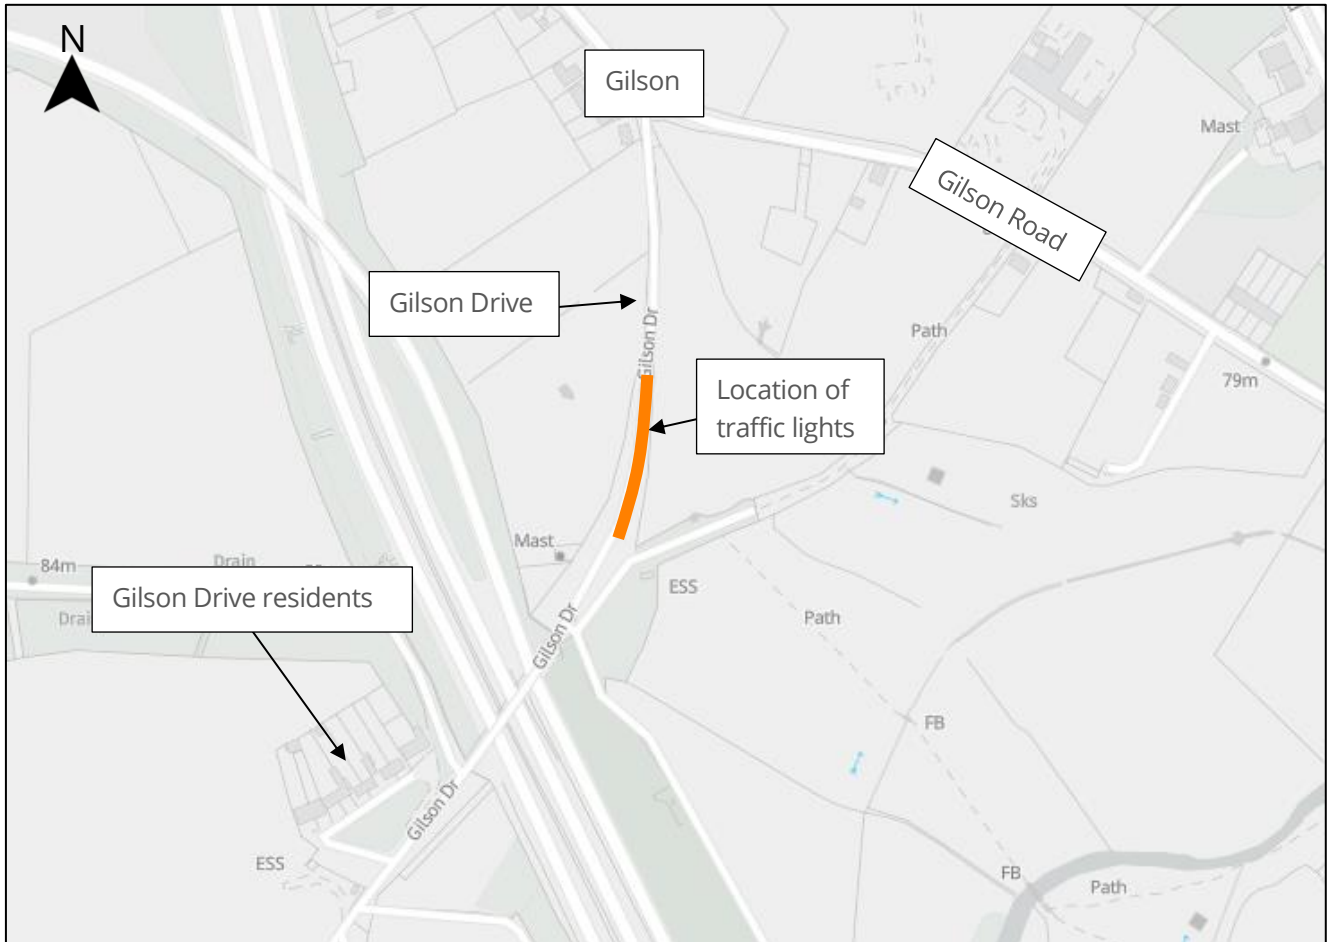 N
Gilson
Mast
Gilson Road
Gilson Drive
Gilson Dr
Path
79m
Location of
traffic lights
Sks
Mast
84m
Drain
ESS
Gilson Drive residents
Drai
Path
Gilson Dr
FB
Gilson Dr
ESS
FB
Path